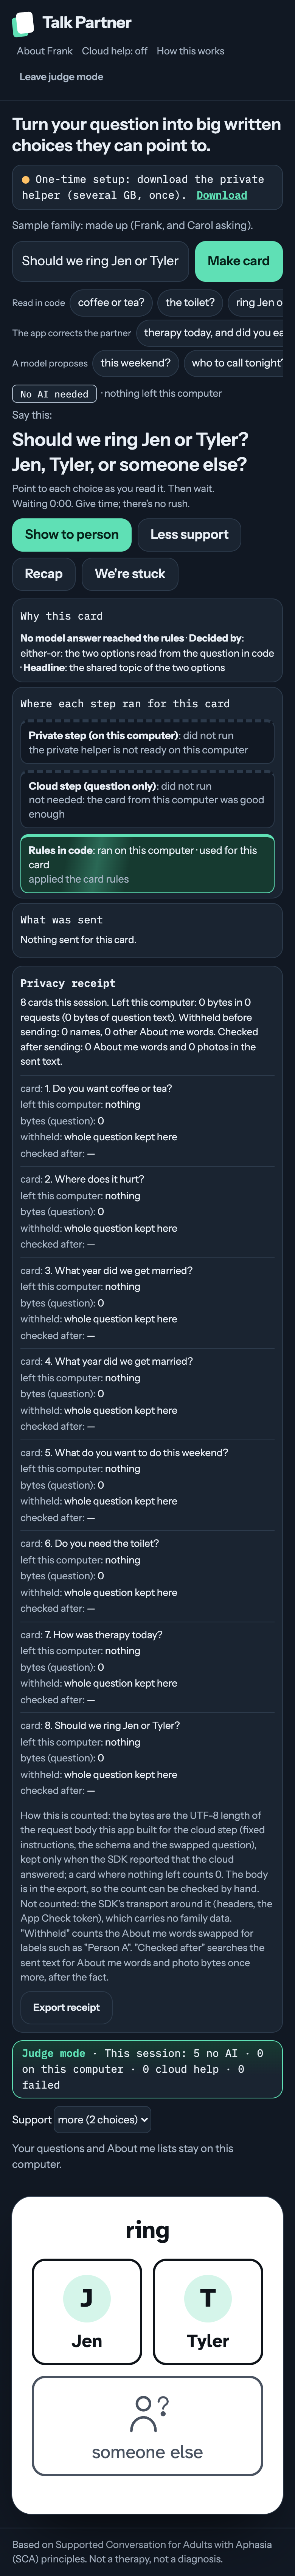 Talk Partner
About Frank Cloud help: off How this works
Leave judge mode
Turn your question into big written
choices they can point to.
One-time setup: download the private
helper (several GB, once). Download
Sample family: made up (Frank, and Carol asking).
Should we ring Jen or Tyler
Make card
Read in code coffee or tea? the toilet? ring Jen o
The app corrects the partner therapy today, and did you ea
A model proposes this weekend? who to call tonight?
No AI needed · nothing left this computer
Say this:
Should we ring Jen or Tyler?
Jen, Tyler, or someone else?
Point to each choice as you read it. Then wait.
Waiting 0:00. Give time; there's no rush.
Show to person Less support
Recap We're stuck
Why this card
No model answer reached the rules · Decided by:
either-or: the two options read from the question in code
· Headline: the shared topic of the two options
Where each step ran for this card
Private step (on this computer): did not run
the private helper is not ready on this computer
Cloud step (question only): did not run
not needed: the card from this computer was good
enough
Rules in code: ran on this computer · used for this
card
applied the card rules
What was sent
Nothing sent for this card.
Privacy receipt
8 cards this session. Left this computer: 0 bytes in 0
requests (0 bytes of question text). Withheld before
sending: 0 names, 0 other About me words. Checked
after sending: 0 About me words and 0 photos in the
sent text.
card: 1. Do you want coffee or tea?
left this computer: nothing
bytes (question): 0
withheld: whole question kept here
checked after: —
card: 2. Where does it hurt?
left this computer: nothing
bytes (question): 0
withheld: whole question kept here
checked after: —
card: 3. What year did we get married?
left this computer: nothing
bytes (question): 0
withheld: whole question kept here
checked after: —
card: 4. What year did we get married?
left this computer: nothing
bytes (question): 0
withheld: whole question kept here
checked after: —
card: 5. What do you want to do this weekend?
left this computer: nothing
bytes (question): 0
withheld: whole question kept here
checked after: —
card: 6. Do you need the toilet?
left this computer: nothing
bytes (question): 0
withheld: whole question kept here
checked after: —
card: 7. How was therapy today?
left this computer: nothing
bytes (question): 0
withheld: whole question kept here
checked after: —
card: 8. Should we ring Jen or Tyler?
left this computer: nothing
bytes (question): 0
withheld: whole question kept here
checked after: —
How this is counted: the bytes are the UTF-8 length of
the request body this app built for the cloud step (fixed
instructions, the schema and the swapped question),
kept only when the SDK reported that the cloud
answered; a card where nothing left counts 0. The body
is in the export, so the count can be checked by hand.
Not counted: the SDK's transport around it (headers, the
App Check token), which carries no family data.
"Withheld" counts the About me words swapped for
labels such as "Person A". "Checked after" searches the
sent text for About me words and photo bytes once
more, after the fact.
Export receipt
Judge mode · This session: 5 no AI · 0
on this computer · 0 cloud help · 0
failed
Support more (2 choices)
Your questions and About me lists stay on this
computer.
ring
J T
Jen Tyler
?
someone else
Based on Supported Conversation for Adults with Aphasia
(SCA) principles. Not a therapy, not a diagnosis.